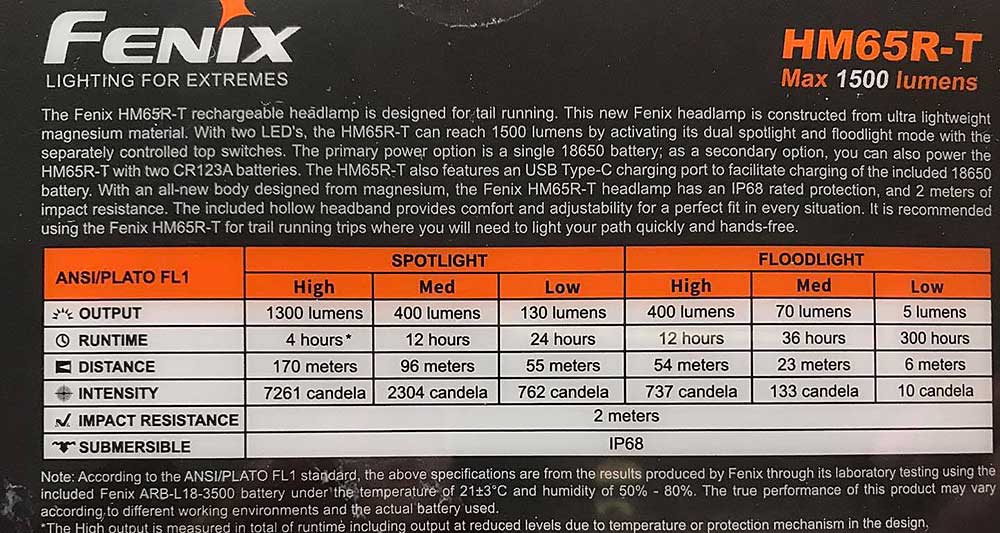 FENIX
LIGHTING FOR EXTREMES
HM65R-T
Max 1500 lumens
The Fenix HM65R-T rechargeable headlamp is designed for tail running. This new Fenix headlamp is constructed from ultra lightweight
magnesium material. With two LED's, the HM65R-T can reach 1500 lumens by activating its dual spotlight and floodlight mode with the
separately controlled top switches. The primary power option is a single 18650 battery; as a secondary option, you can also power the
HM65R-T with two CR123A batteries. The HM65R-T also features an USB Type-C charging port to facilitate charging of the included 18650
battery. With an all-new body designed from magnesium, the Fenix HM65R-T headlamp has an IP68 rated protection, and 2 meters of
impact resistance. The included hollow headband provides comfort and adjustability for a perfect fit in every situation. It is recommended
using the Fenix HM65R-T for trail running trips where you will need to light your path quickly and hands-free.
ANSI/PLATO FL1 SPOTLIGHT FLOODLIGHT
High Med Low High Med Low
OUTPUT 1300 lumens 400 lumens 130 lumens 400 lumens 70 lumens 5 lumens
RUNTIME 4 hours* 12 hours 24 hours 12 hours 36 hours 300 hours
DISTANCE 170 meters 96 meters 55 meters 54 meters 23 meters 6 meters
INTENSITY 7261 candela 2304 candela 762 candela 737 candela 133 candela 10 candela
IMPACT RESISTANCE 2 meters
SUBMERSIBLE IP68
Note: According to the ANSI/PLATO FL1 standard, the above specifications are from the results produced by Fenix through its laboratory testing using the
included Fenix ARB-L18-3500 battery under the temperature of 21±3°C and humidity of 50% - 80%. The true performance of this product may vary
according to different working environments and the actual battery used.
*The High output is measured in total of runtime including output at reduced levels due to temperature or protection mechanism in the design.